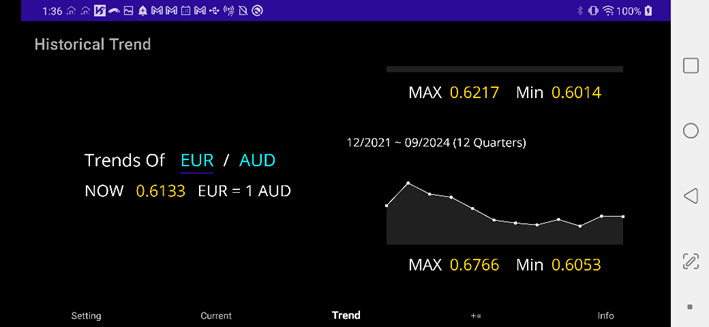 1:36
100%
Historical Trend
MAX 0.6217 Min 0.6014
12/2021 ~ 09/2024 (12 Quarters)
Trends Of EUR / AUD
NOW 0.6133 EUR = 1 AUD
MAX 0.6766 Min 0.6053
Setting Current Trend +¤ Info